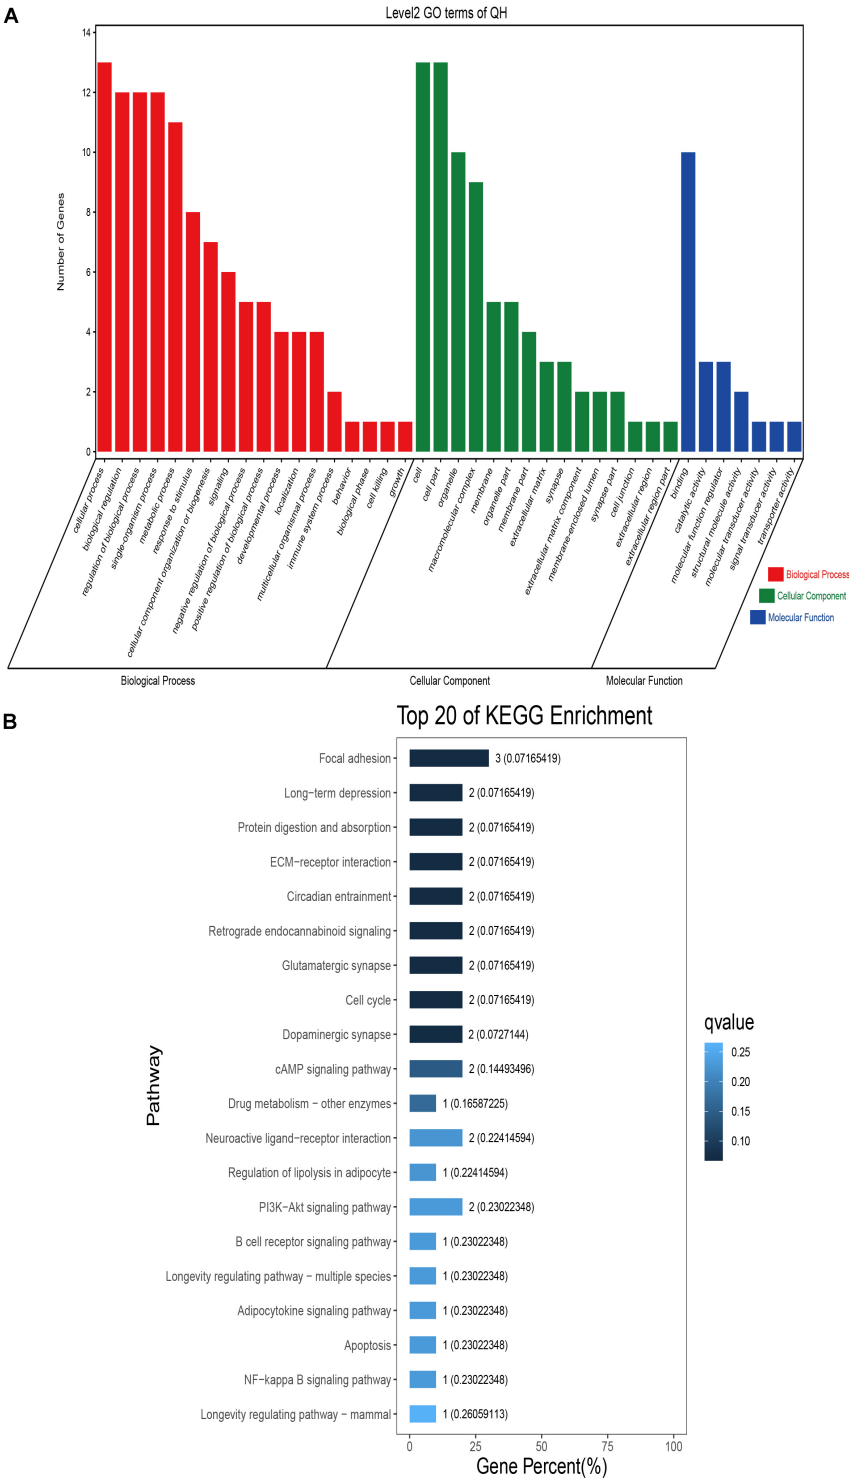 A
Level2 GO terms of QH
Number of Genes
14
12
10
8
6
4
2
0
cellular process
biological regulation
regulation of biological process
single-organism process
metabolic process
response to stimulus
cellular component organization or biogenesis
signaling
negative regulation of biological process
positive regulation of biological process
developmental process
localization
multicellular organismal process
immune system process
behavior
biological phase
cell killing
growth
cell
cell part
organelle
macromolecular complex
membrane
organelle part
membrane part
extracellular matrix
synapse
extracellular matrix component
membrane-enclosed lumen
synapse part
cell junction
extracellular region
extracellular region part
binding
catalytic activity
molecular function regulator
structural molecule activity
molecular transducer activity
signal transducer activity
transporter activity
Biological Process
Cellular Component
Molecular Function
Biological Process
Cellular Component
Molecular Function
B
Top 20 of KEGG Enrichment
Pathway
Focal adhesion 3 (0.07165419)
Long−term depression 2 (0.07165419)
Protein digestion and absorption 2 (0.07165419)
ECM−receptor interaction 2 (0.07165419)
Circadian entrainment 2 (0.07165419)
Retrograde endocannabinoid signaling 2 (0.07165419)
Glutamatergic synapse 2 (0.07165419)
Cell cycle 2 (0.07165419)
Dopaminergic synapse 2 (0.0727144)
cAMP signaling pathway 2 (0.14493496)
Drug metabolism − other enzymes 1 (0.16587225)
Neuroactive ligand−receptor interaction 2 (0.22414594)
Regulation of lipolysis in adipocyte 1 (0.22414594)
PI3K−Akt signaling pathway 2 (0.23022348)
B cell receptor signaling pathway 1 (0.23022348)
Longevity regulating pathway − multiple species 1 (0.23022348)
Adipocytokine signaling pathway 1 (0.23022348)
Apoptosis 1 (0.23022348)
NF−kappa B signaling pathway 1 (0.23022348)
Longevity regulating pathway − mammal 1 (0.26059113)
0 25 50 75 100
Gene Percent(%)
qvalue
0.25
0.20
0.15
0.10